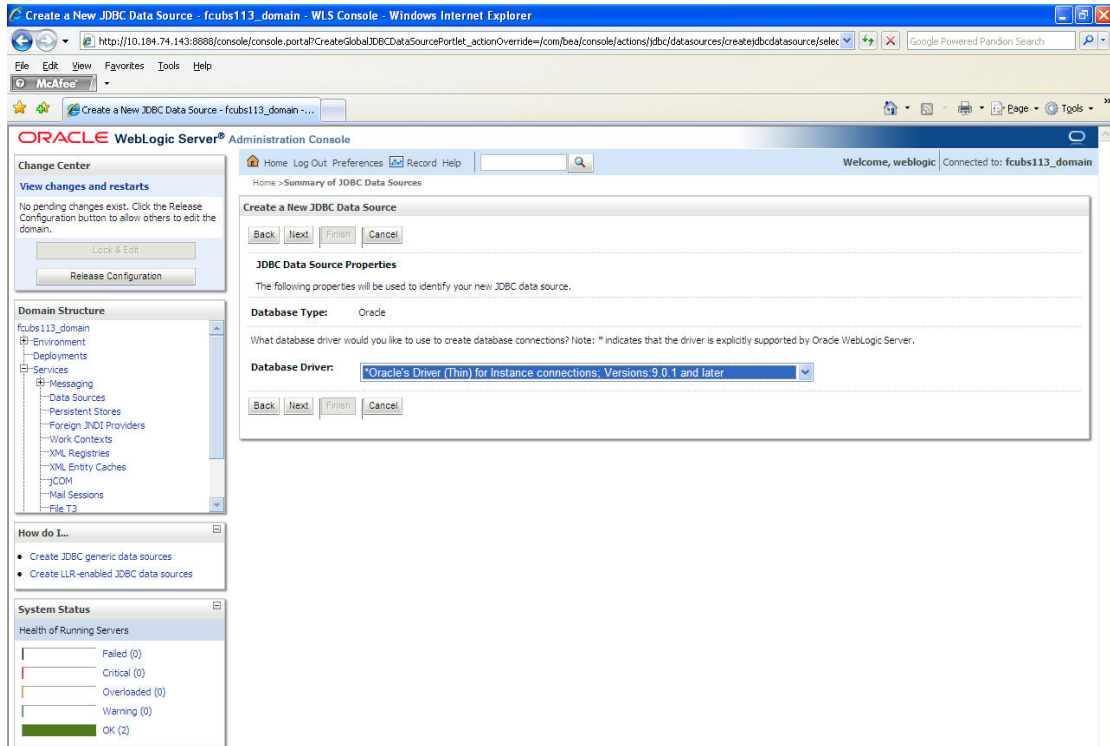 Create a New JDBC Data Source - fcubs113_domain - WLS Console - Windows Internet Explorer
http://10.184.74.143:8888/console/console.portal?CreateGlobalJDBCDataSourcePortlet_actionOverride=/com/bea/console/actions/jdbc/datasources/createjdbcdatasource/selec
Google Powered Pandion Search
File Edit View Favorites Tools Help
McAfee
Create a New JDBC Data Source - fcubs113_domain -...
Page Tools
ORACLE WebLogic Server® Administration Console
Change Center
View changes and restarts
No pending changes exist. Click the Release
Configuration button to allow others to edit the
domain.
Lock & Edit
Release Configuration
Domain Structure
fcubs113_domain
Environment
Deployments
Services
Messaging
Data Sources
Persistent Stores
Foreign JNDI Providers
Work Contexts
XML Registries
XML Entity Caches
jCOM
Mail Sessions
File T3
How do I...
Create JDBC generic data sources
Create LLR-enabled JDBC data sources
System Status
Health of Running Servers
Failed (0)
Critical (0)
Overloaded (0)
Warning (0)
OK (2)
Home Log Out Preferences Record Help
Welcome, weblogic Connected to: fcubs113_domain
Home >Summary of JDBC Data Sources
Create a New JDBC Data Source
Back Next Finish Cancel
JDBC Data Source Properties
The following properties will be used to identify your new JDBC data source.
Database Type: Oracle
What database driver would you like to use to create database connections? Note: * indicates that the driver is explicitly supported by Oracle WebLogic Server.
Database Driver: *Oracle's Driver (Thin) for Instance connections; Versions:9.0.1 and later
Back Next Finish Cancel